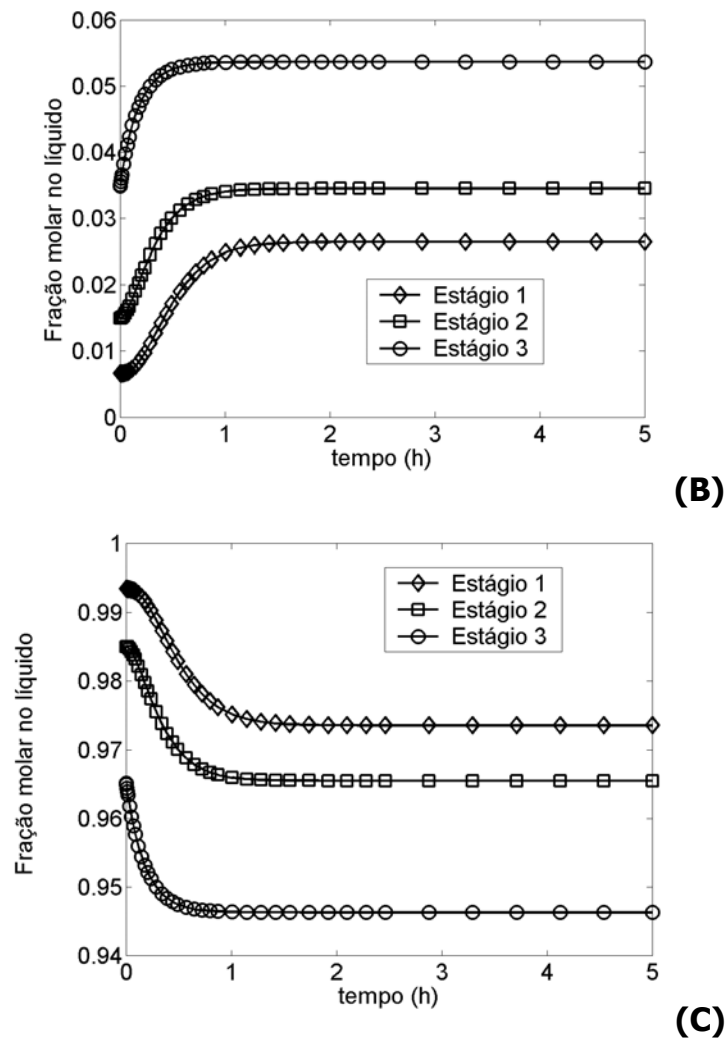 0.06
0.05
0.04
0.03
0.02
0.01
0
Fração molar no líquido
Estágio 1
Estágio 2
Estágio 3
0 1 2 3 4 5
tempo (h)
(B)
1
0.99
0.98
0.97
0.96
0.95
0.94
Fração molar no líquido
Estágio 1
Estágio 2
Estágio 3
0 1 2 3 4 5
tempo (h)
(C)